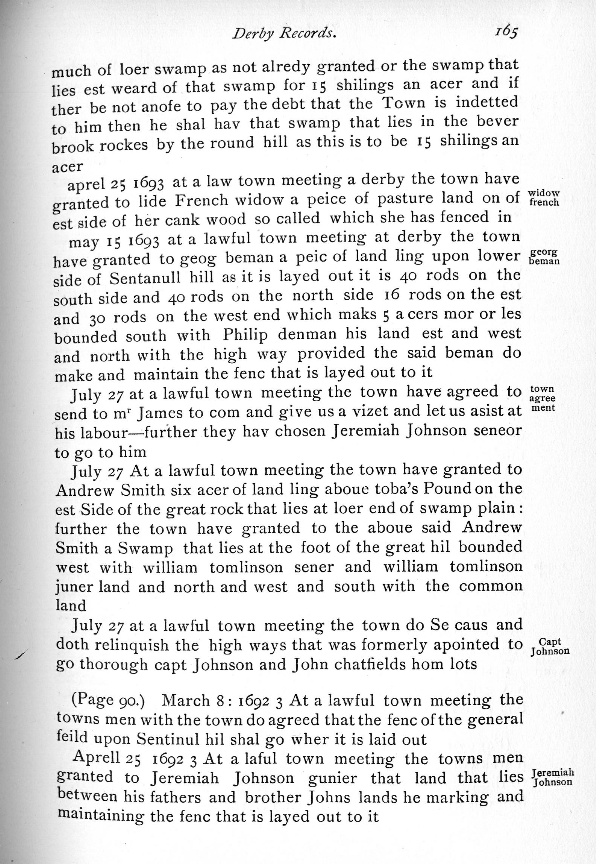 Derby Records. 165
much of loer swamp as not alredy granted or the swamp that
lies est weard of that swamp for 15 shilings an acer and if
ther be not anofe to pay the debt that the Town is indetted
to him then he shal hav that swamp that lies in the bever
brook rockes by the round hill as this is to be 15 shilings an
acer
aprel 25 1693 at a law town meeting a derby the town have
granted to lide French widow a peice of pasture land on of
widow
french
est side of her cank wood so called which she has fenced in
may 15 1693 at a lawful town meeting at derby the town
have granted to geog beman a peic of land ling upon lower
georg
beman
side of Sentanull hill as it is layed out it is 40 rods on the
south side and 40 rods on the north side 16 rods on the est
and 30 rods on the west end which maks 5 acers mor or les
bounded south with Philip denman his land est and west
and north with the high way provided the said beman do
make and maintain the fenc that is layed out to it
July 27 at a lawful town meeting the town have agreed to
town
agree
ment
send to mr James to com and give us a vizet and let us asist at
his labour—further they hav chosen Jeremiah Johnson seneor
to go to him
July 27 At a lawful town meeting the town have granted to
Andrew Smith six acer of land ling aboue toba's Pound on the
est Side of the great rock that lies at loer end of swamp plain :
further the town have granted to the aboue said Andrew
Smith a Swamp that lies at the foot of the great hil bounded
west with william tomlinson sener and william tomlinson
juner land and north and west and south with the common
land
July 27 at a lawful town meeting the town do Se caus and
doth relinquish the high ways that was formerly apointed to
Capt
Johnson
go thorough capt Johnson and John chatfields hom lots
(Page 90.) March 8 : 1692 3 At a lawful town meeting the
towns men with the town do agreed that the fenc of the general
feild upon Sentinul hil shal go wher it is laid out
Aprell 25 1692 3 At a laful town meeting the towns men
granted to Jeremiah Johnson gunier that land that lies
Jeremiah
Johnson
between his fathers and brother Johns lands he marking and
maintaining the fenc that is layed out to it